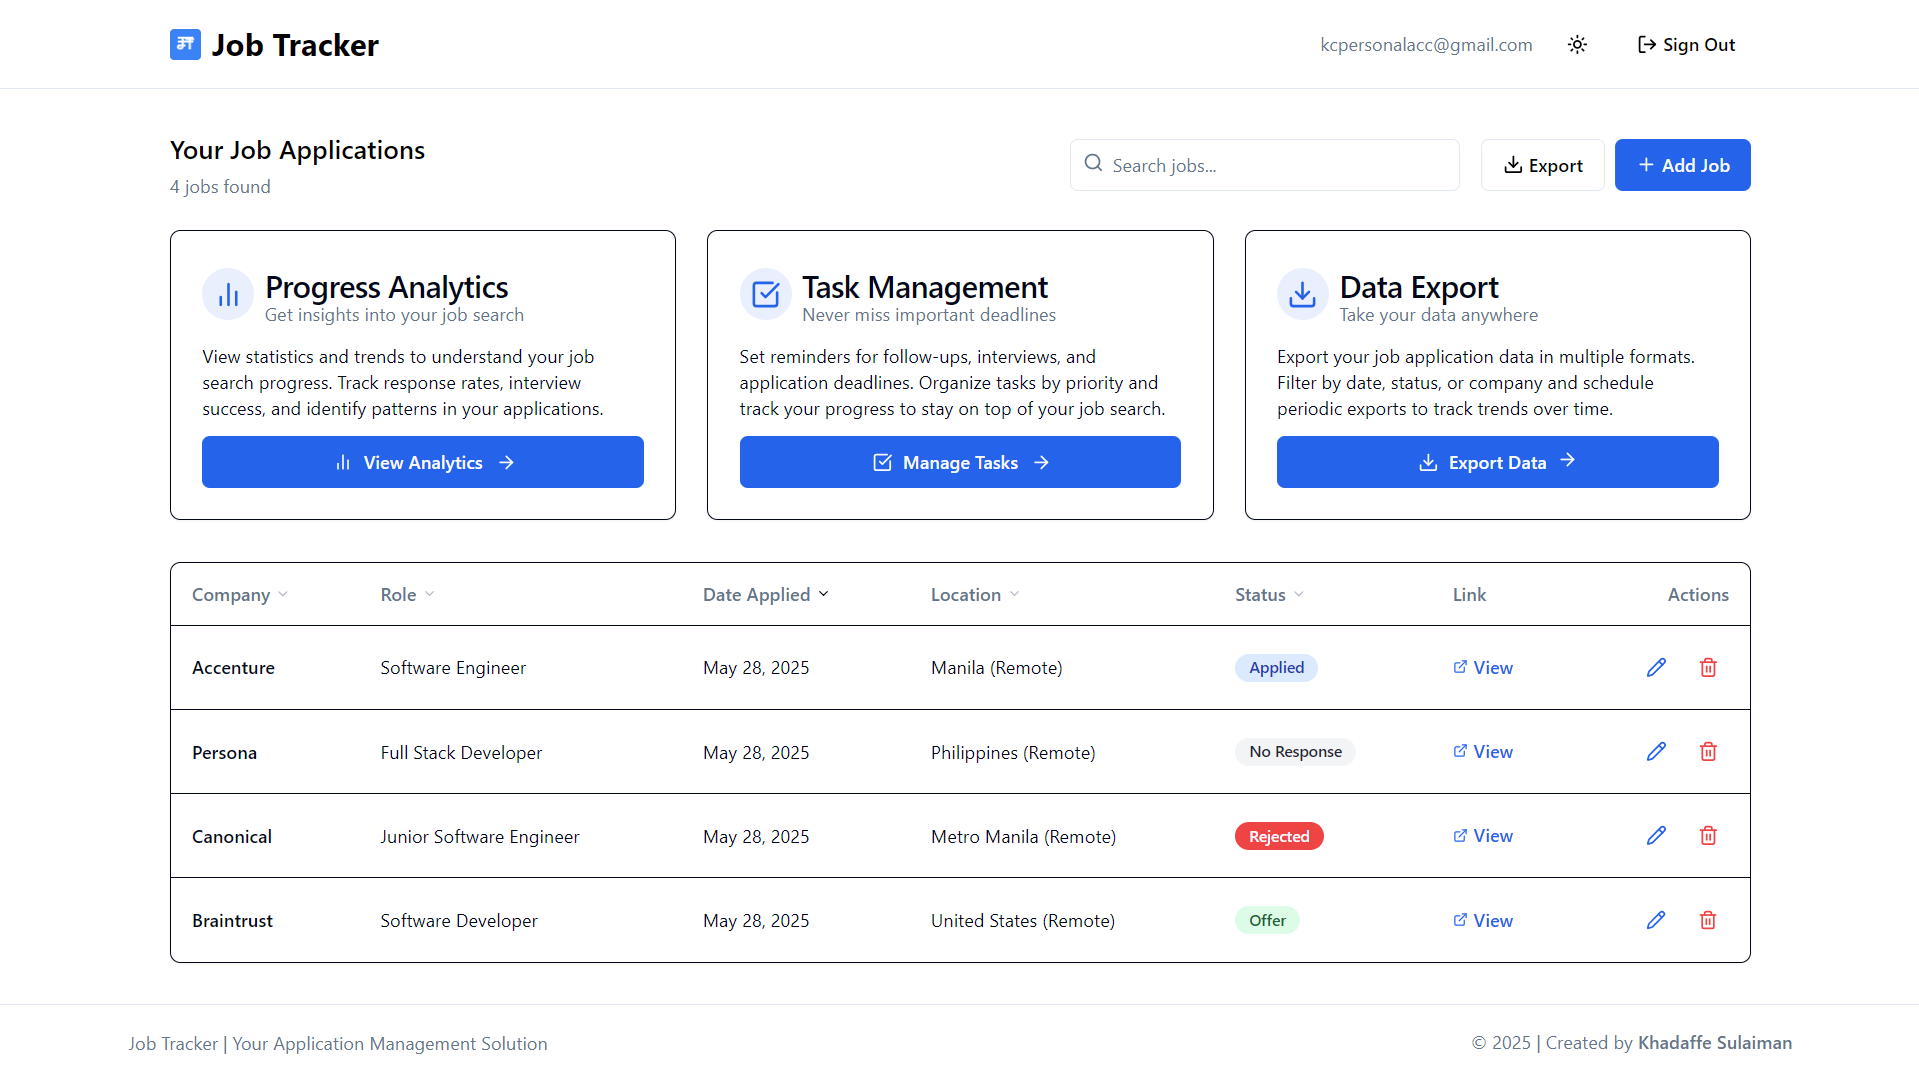 Job Tracker
kcpersonalacc@gmail.com
Sign Out
Your Job Applications
4 jobs found
Search jobs...
Export
Add Job
Progress Analytics
Get insights into your job search
View statistics and trends to understand your job
search progress. Track response rates, interview
success, and identify patterns in your applications.
View Analytics
Task Management
Never miss important deadlines
Set reminders for follow-ups, interviews, and
application deadlines. Organize tasks by priority and
track your progress to stay on top of your job search.
Manage Tasks
Data Export
Take your data anywhere
Export your job application data in multiple formats.
Filter by date, status, or company and schedule
periodic exports to track trends over time.
Export Data
Company Role Date Applied Location Status Link Actions
Accenture Software Engineer May 28, 2025 Manila (Remote) Applied View
Persona Full Stack Developer May 28, 2025 Philippines (Remote) No Response View
Canonical Junior Software Engineer May 28, 2025 Metro Manila (Remote) Rejected View
Braintrust Software Developer May 28, 2025 United States (Remote) Offer View
Job Tracker | Your Application Management Solution
© 2025 | Created by Khadaffe Sulaiman